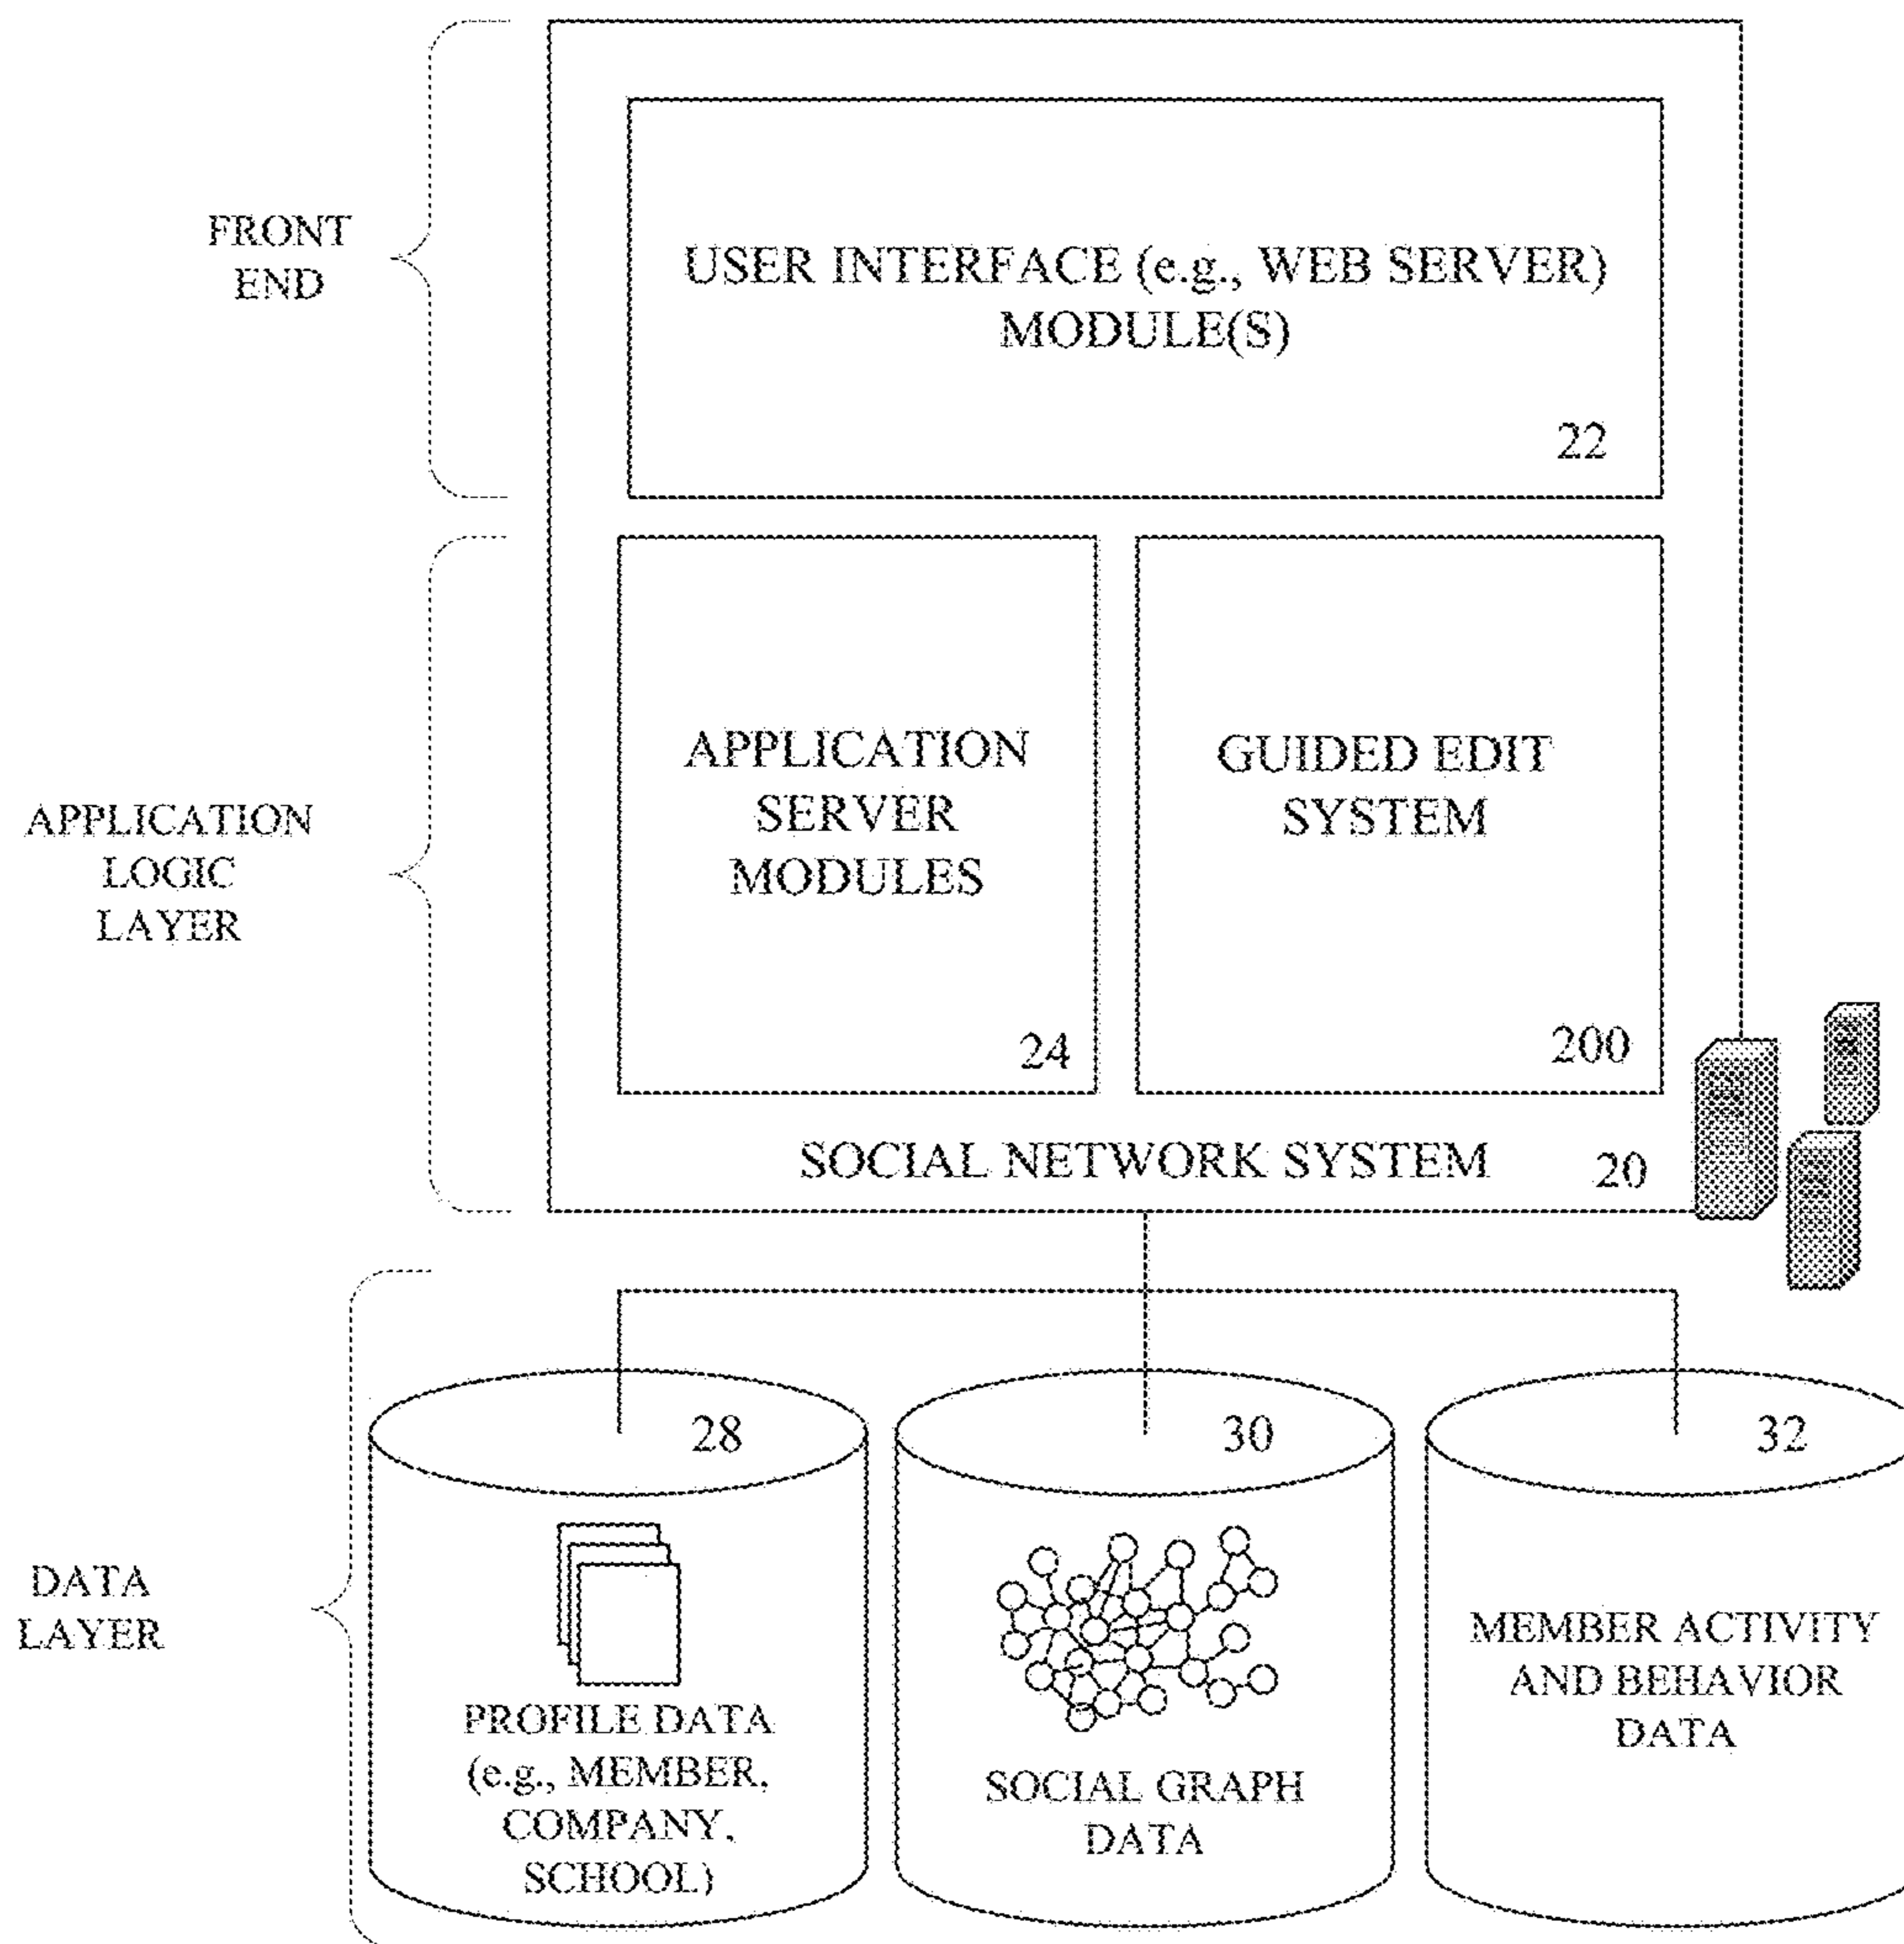 FRONT
END
USER INTERFACE (e.g., WEB SERVER)
MODULE(S)
22
APPLICATION
LOGIC
LAYER
APPLICATION
SERVER
MODULES
24
GUIDED EDIT
SYSTEM
200
SOCIAL NETWORK SYSTEM
20
DATA
LAYER
28
PROFILE DATA
(e.g., MEMBER,
COMPANY,
SCHOOL)
30
SOCIAL GRAPH
DATA
32
MEMBER ACTIVITY
AND BEHAVIOR
DATA